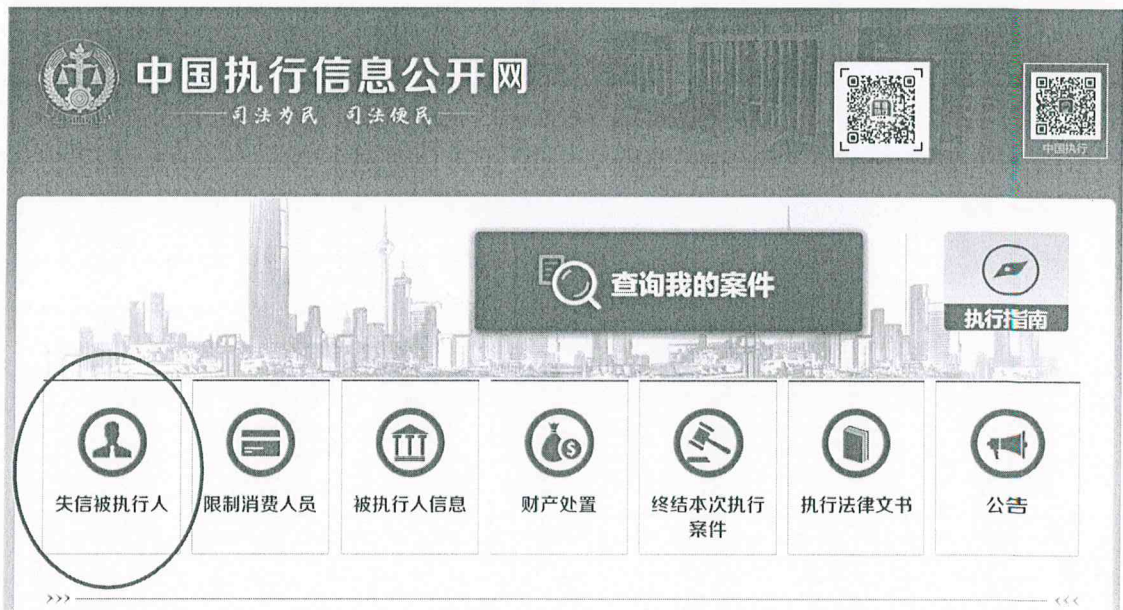 中国执行信息公开网
司法为民 司法便民
中国执行
查询我的案件
执行指南
失信被执行人
限制消费人员
被执行人信息
财产处置
终结本次执行
案件
执行法律文书
公告